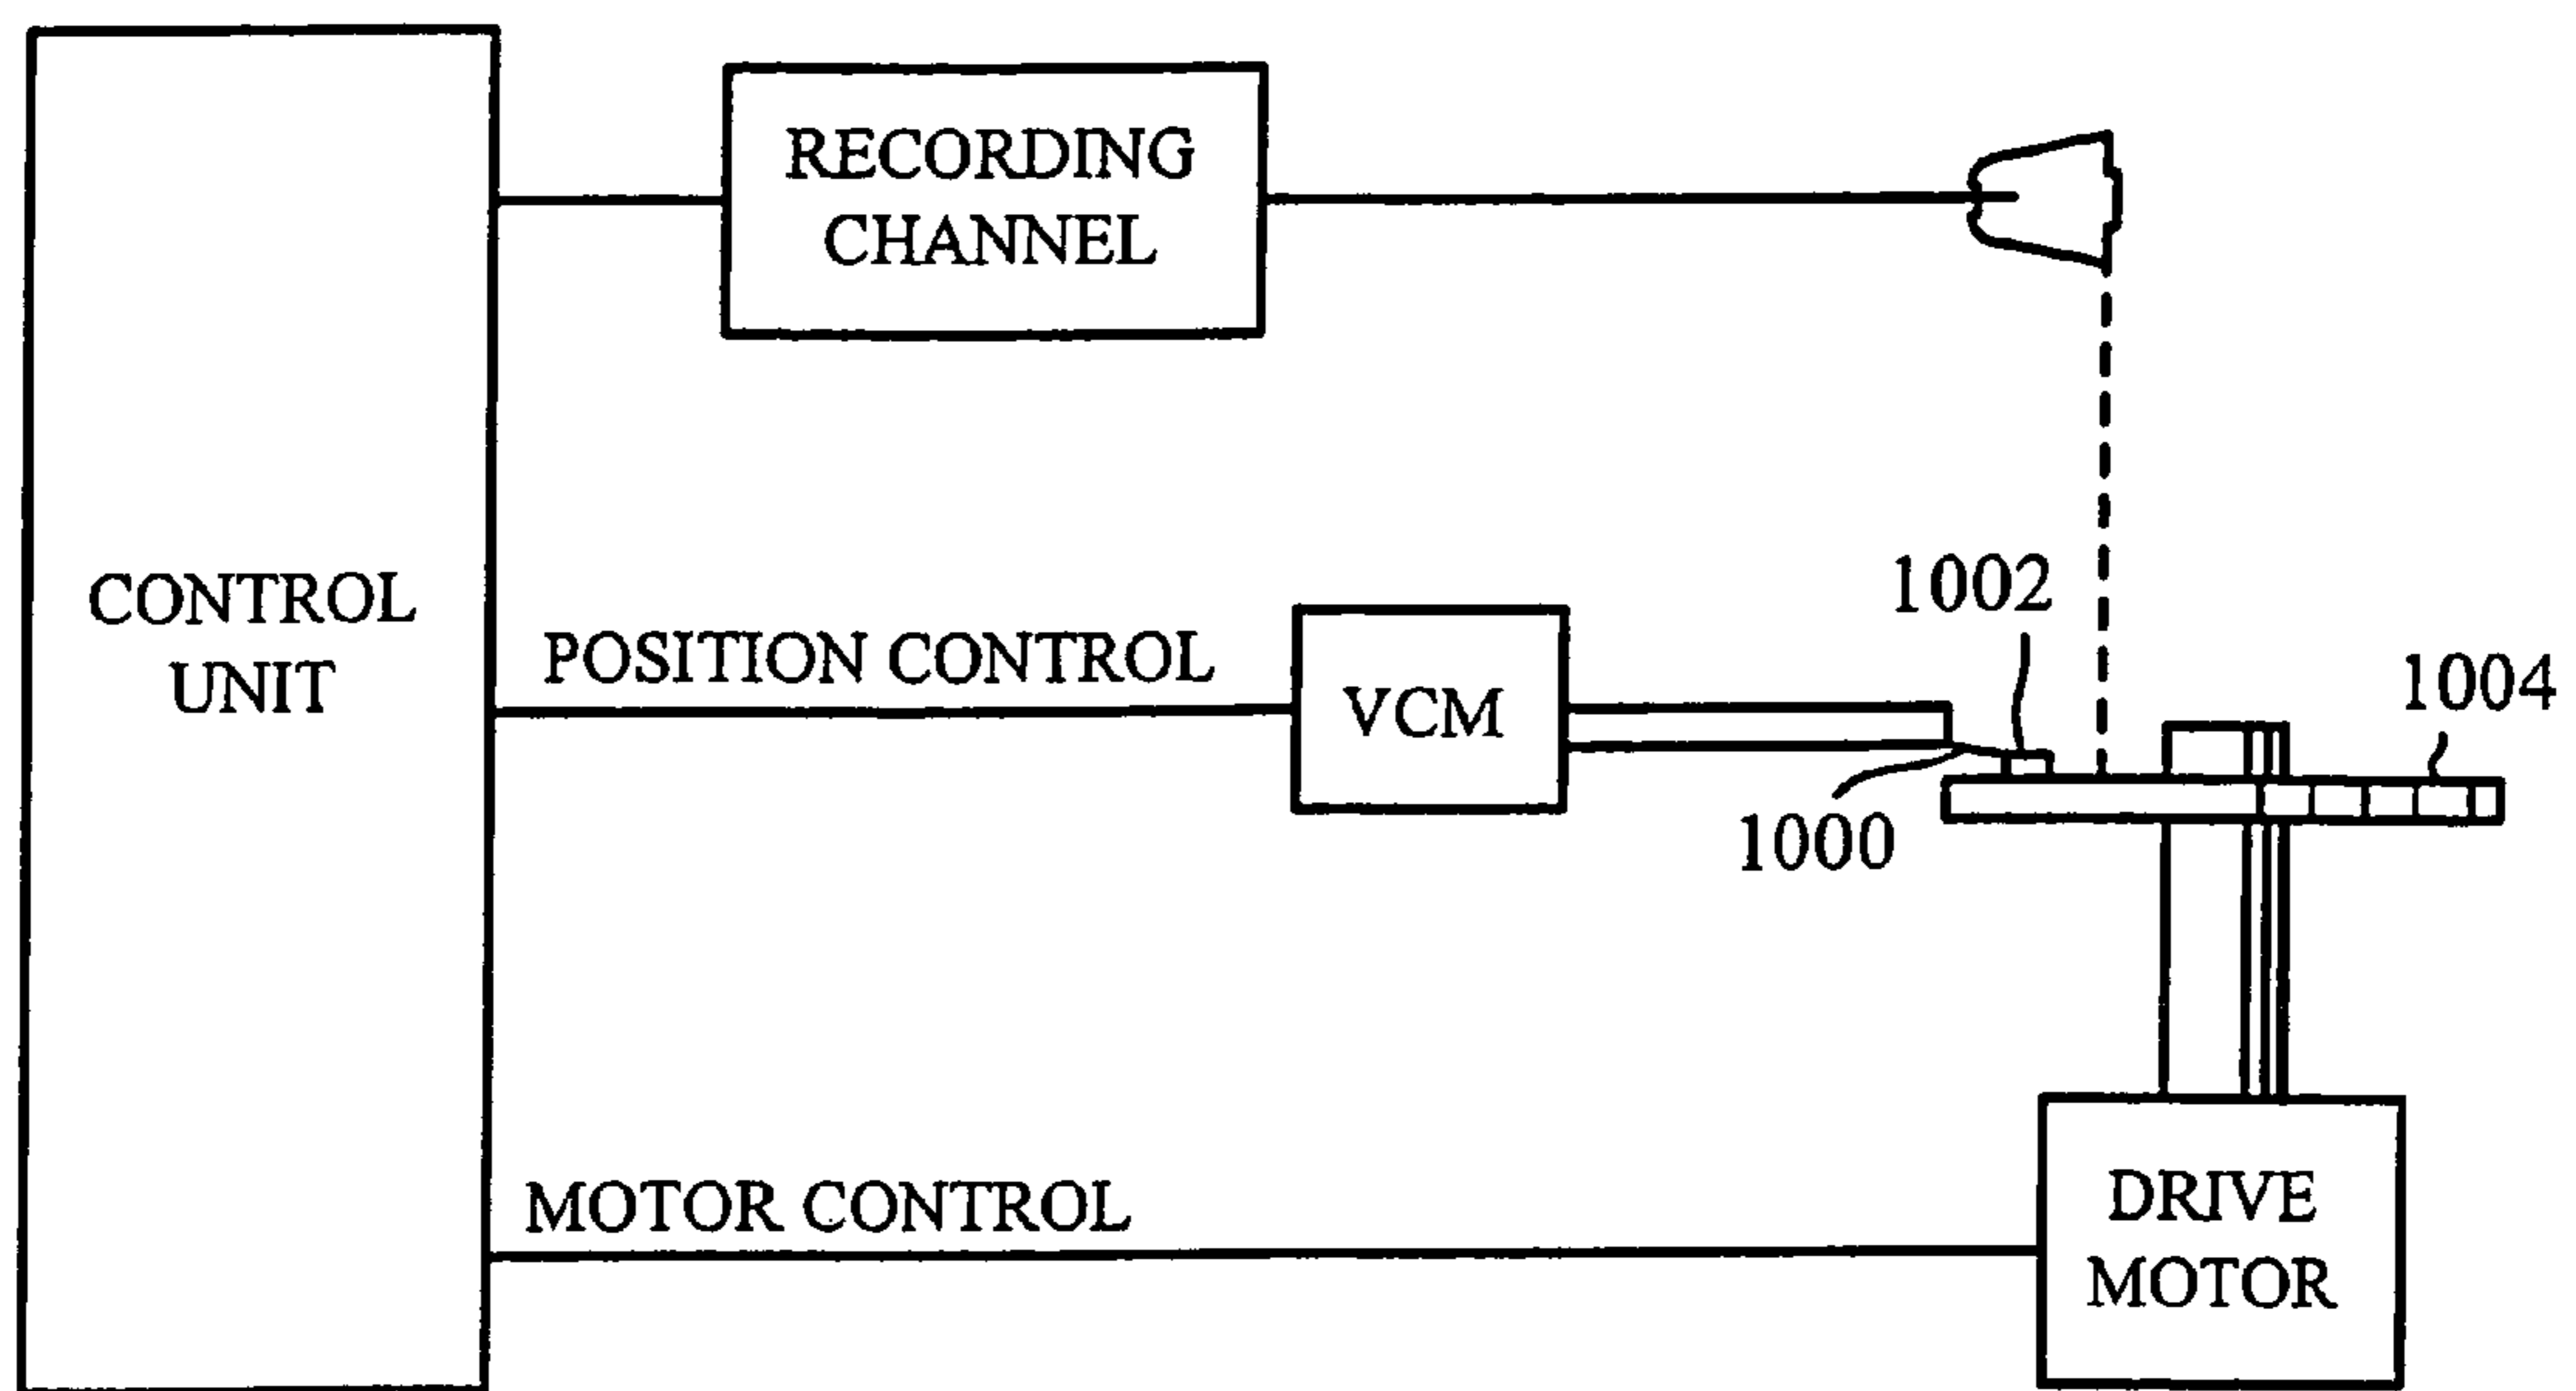 RECORDING
CHANNEL
CONTROL
UNIT
POSITION CONTROL
VCM
1002
1004
1000
MOTOR CONTROL
DRIVE
MOTOR